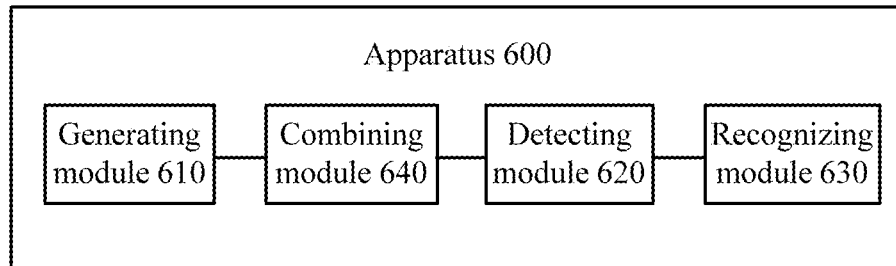 Apparatus 600
Generating module 610
Combining module 640
Detecting module 620
Recognizing module 630